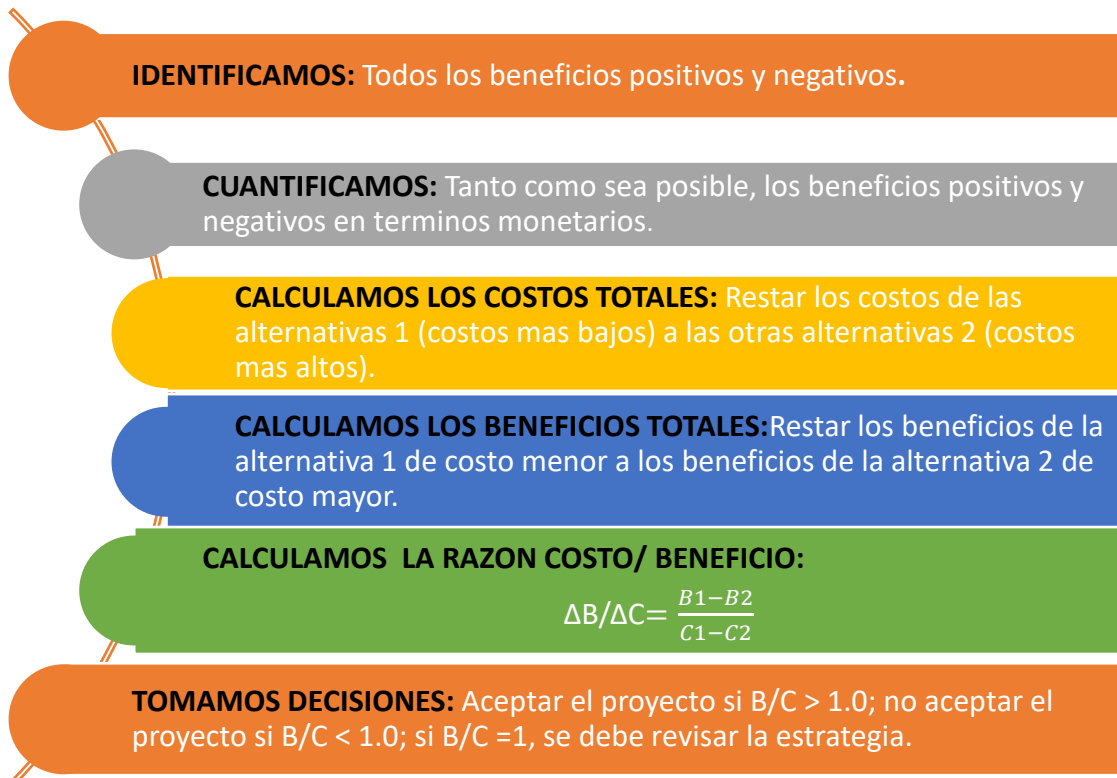 IDENTIFICAMOS: Todos los beneficios positivos y negativos.
CUANTIFICAMOS: Tanto como sea posible, los beneficios positivos y
negativos en terminos monetarios.
CALCULAMOS LOS COSTOS TOTALES: Restar los costos de las
alternativas 1 (costos mas bajos) a las otras alternativas 2 (costos
mas altos).
CALCULAMOS LOS BENEFICIOS TOTALES:Restar los beneficios de la
alternativa 1 de costo menor a los beneficios de la alternativa 2 de
costo mayor.
CALCULAMOS LA RAZON COSTO/ BENEFICIO:
ΔB/ΔC=
B1−B2
C1−C2
TOMAMOS DECISIONES: Aceptar el proyecto si B/C > 1.0; no aceptar el
proyecto si B/C < 1.0; si B/C =1, se debe revisar la estrategia.